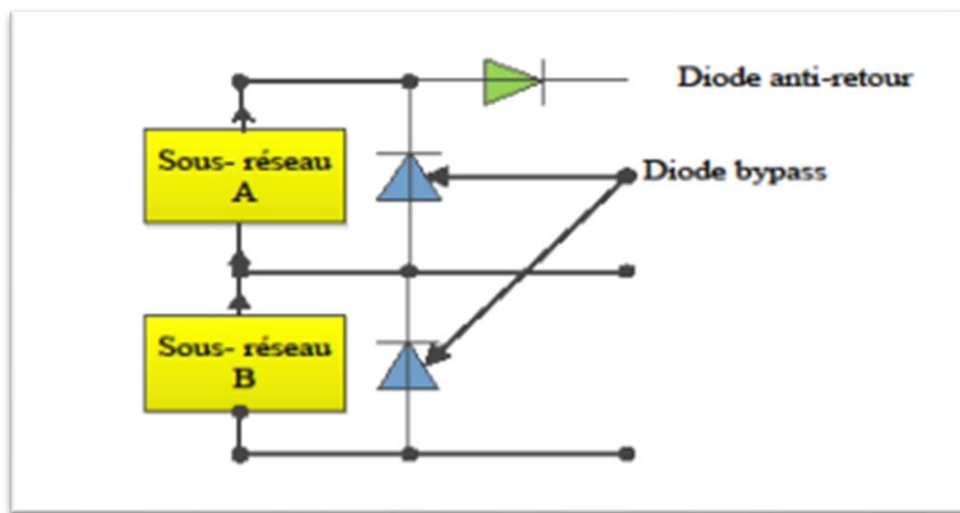 Diode anti-retour
Sous- réseau
A
Diode bypass
Sous- réseau
B